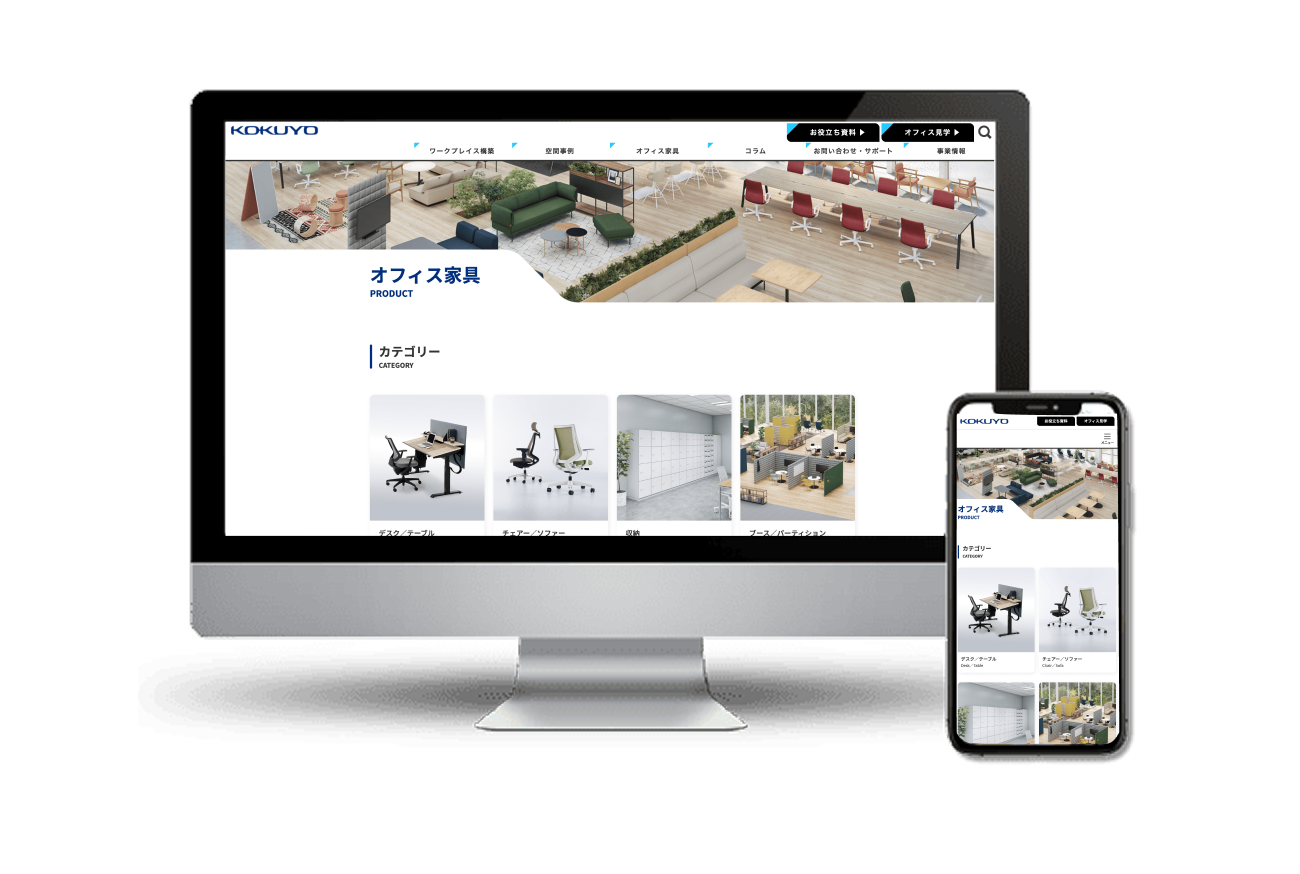 KOKUYO
お役立ち資料
オフィス見学
ワークプレイス構築
空間事例
オフィス家具
コラム
お問い合わせ・サポート
事業情報
オフィス家具
PRODUCT
カテゴリー
CATEGORY
デスク／テーブル
チェアー／ソファー
収納
ブース／パーティション
KOKUYO
お役立ち資料
オフィス見学
メニュー
オフィス家具
PRODUCT
カテゴリー
CATEGORY
デスク／テーブル
Desk／Table
チェアー／ソファー
Chair／Sofa